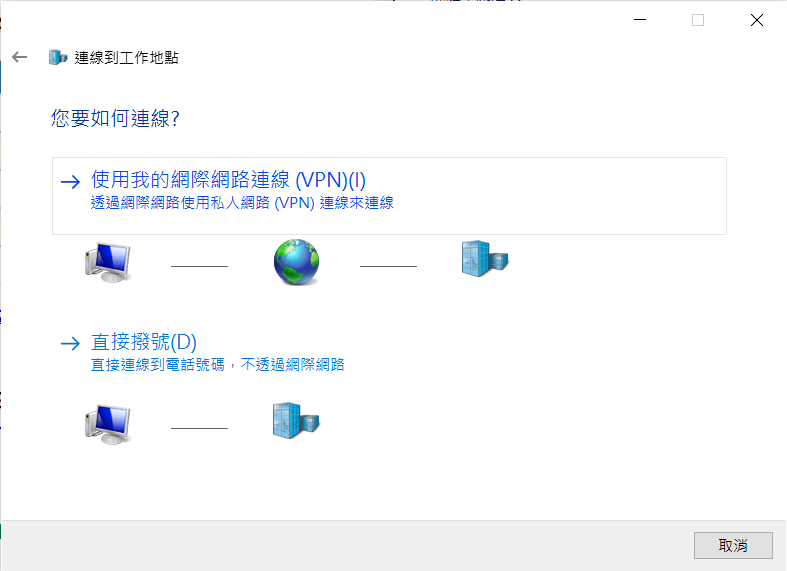 連線到工作地點
您要如何連線?
使用我的網際網路連線 (VPN)(I)
透過網際網路使用私人網路 (VPN) 連線來連線
直接撥號(D)
直接連線到電話號碼，不透過網際網路
取消